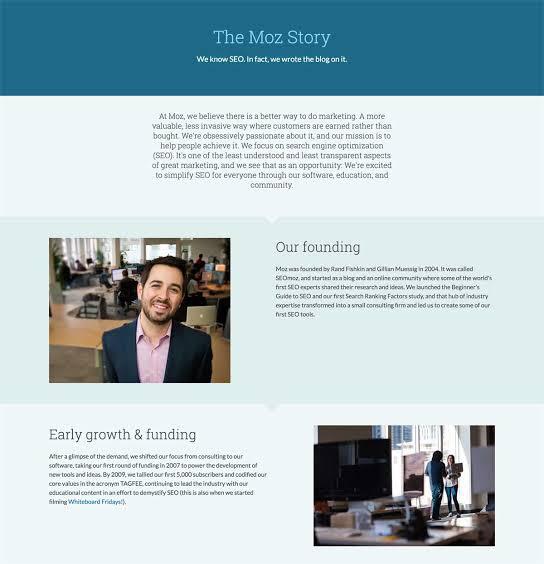 The Moz Story
We know SEO. In fact, we wrote the blog on it.
At Moz, we believe there is a better way to do marketing. A more
valuable, less invasive way where customers are earned rather than
bought. We're obsessively passionate about it, and our mission is to
help people achieve it. We focus on search engine optimization
(SEO). It's one of the least understood and least transparent aspects
of great marketing, and we see that as an opportunity: We're excited
to simplify SEO for everyone through our software, education, and
community.
Our founding
Moz was founded by Rand Fishkin and Gillian Muessig in 2004. It was called
SEOmoz, and started as a blog and an online community where some of the world's
first SEO experts shared their research and ideas. We launched the Beginner's
Guide to SEO and our first Search Ranking Factors study, and that hub of industry
expertise transformed into a small consulting firm and led us to create some of our
first SEO tools.
Early growth & funding
After a glimpse of the demand, we shifted our focus from consulting to our
software, taking our first round of funding in 2007 to power the development of
new tools and ideas. By 2009, we tallied our first 5,000 subscribers and codified our
core values in the acronym TAGFEE, continuing to lead the industry with our
educational content in an effort to demystify SEO (this is also when we started
filming Whiteboard Fridays!).